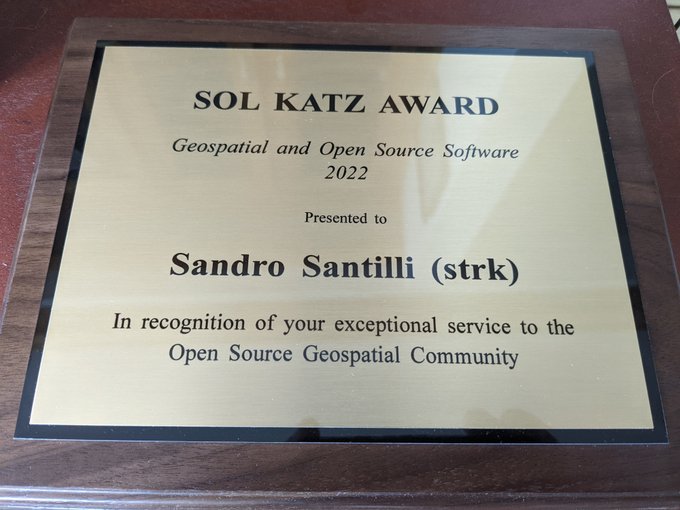 SOL KATZ AWARD
Geospatial and Open Source Software
2022
Presented to
Sandro Santilli (strk)
In recognition of your exceptional service to the
Open Source Geospatial Community